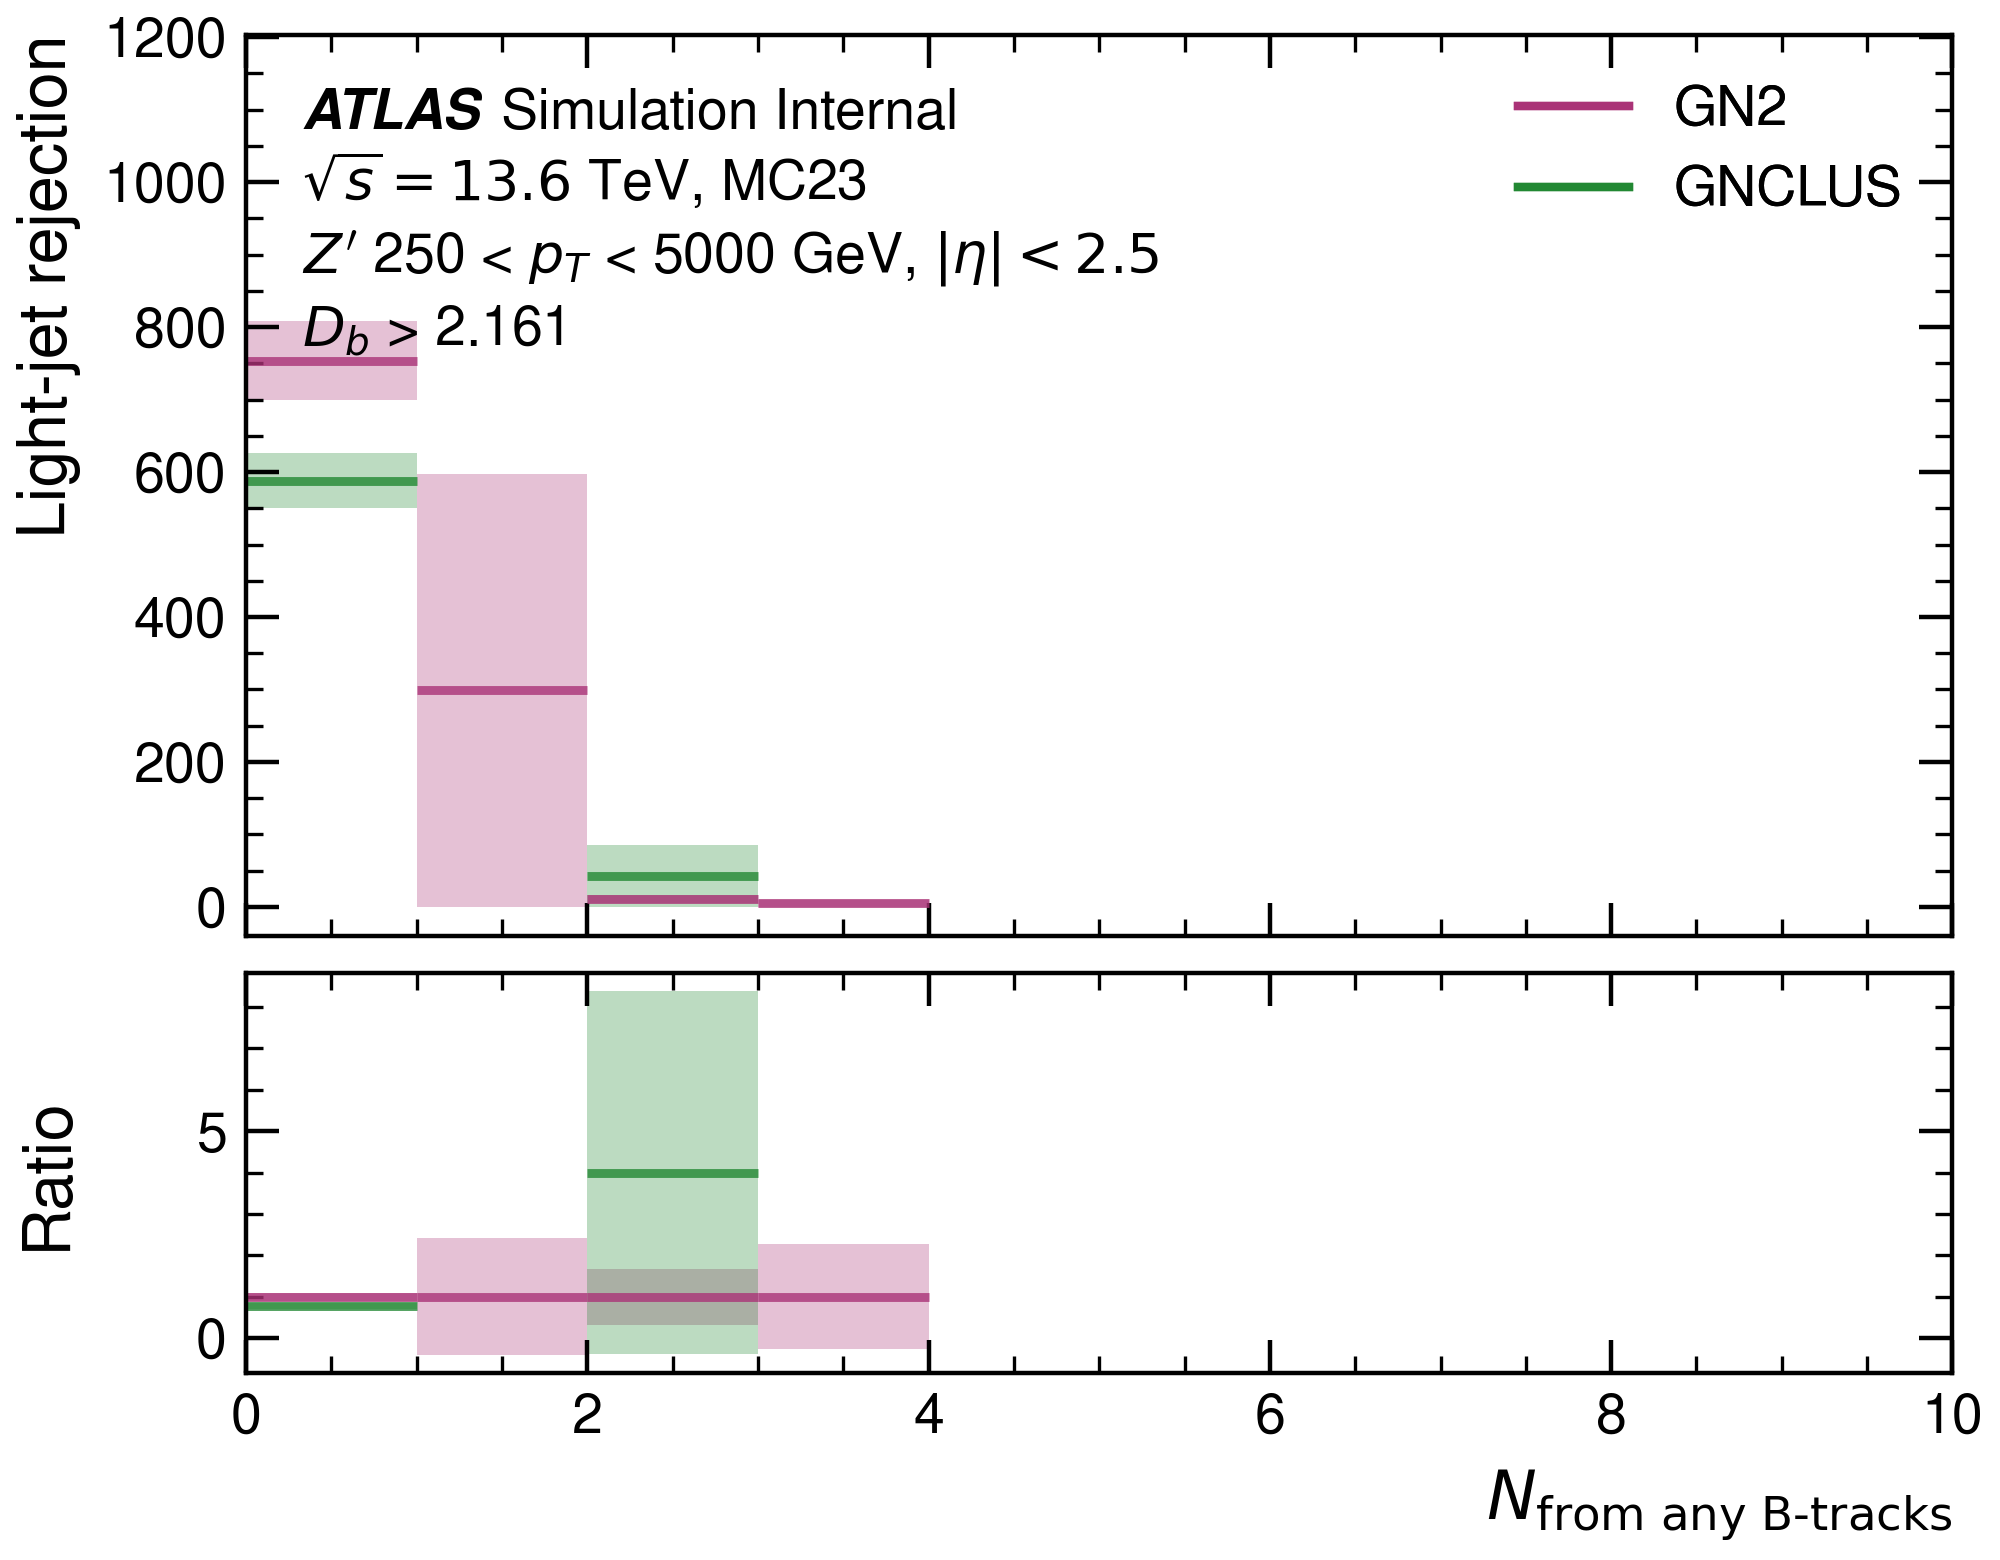 1200
1000
800
600
400
200
0
Light-jet rejection
ATLAS Simulation Internal
√s = 13.6 TeV, MC23
Z′ 250 < p_T < 5000 GeV, |η| < 2.5
D_b > 2.161
GN2
GNCLUS
5
0
Ratio
0 2 4 6 8 10
N_from any B-tracks